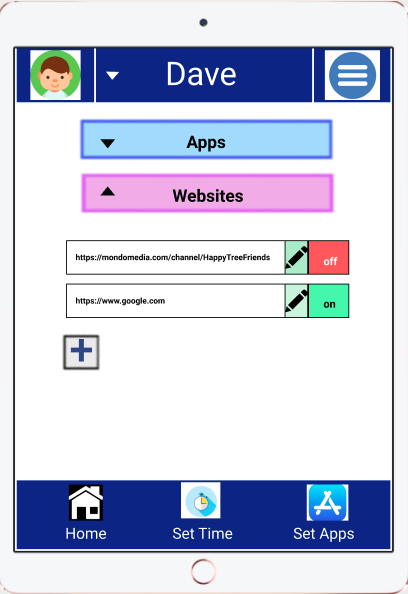 Dave
Apps
Websites
https://mondomedia.com/channel/HappyTreeFriends
off
https://www.google.com
on
Home
Set Time
Set Apps